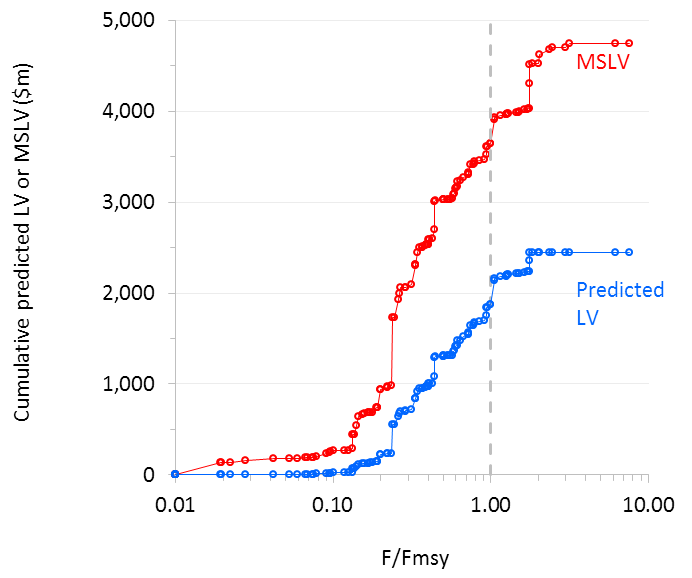 Cumulative predicted LV or MSLV ($m)
5,000
4,000
3,000
2,000
1,000
0
MSLV
Predicted
LV
0.01
0.10
1.00
10.00
F/Fmsy